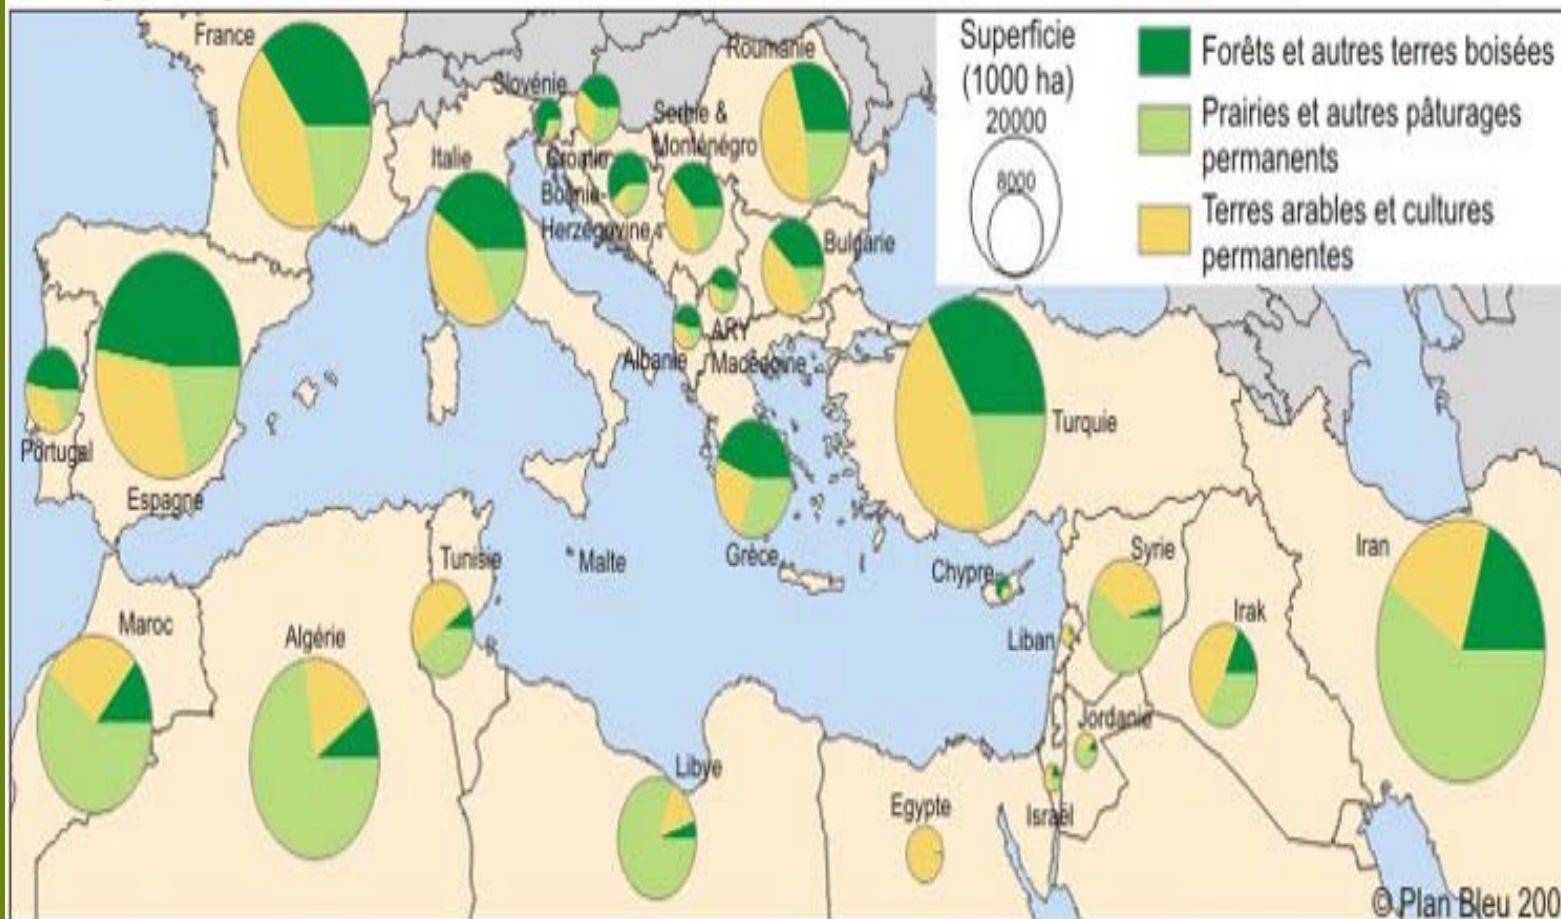 France
Roumanie
Slovénie
Serbie &
Monténégro
Italie
Croatie
Bosnie-
Herzégovine
Bulgarie
ARY
Macédoine
Albanie
Portugal
Espagne
Turquie
Grèce
Malte
Chypre
Tunisie
Maroc
Algérie
Libye
Egypte
Syrie
Liban
Irak
Iran
Jordanie
Israël
Superficie
(1000 ha)
20000
8000
Forêts et autres terres boisées
Prairies et autres pâturages
permanents
Terres arables et cultures
permanentes
© Plan Bleu 200